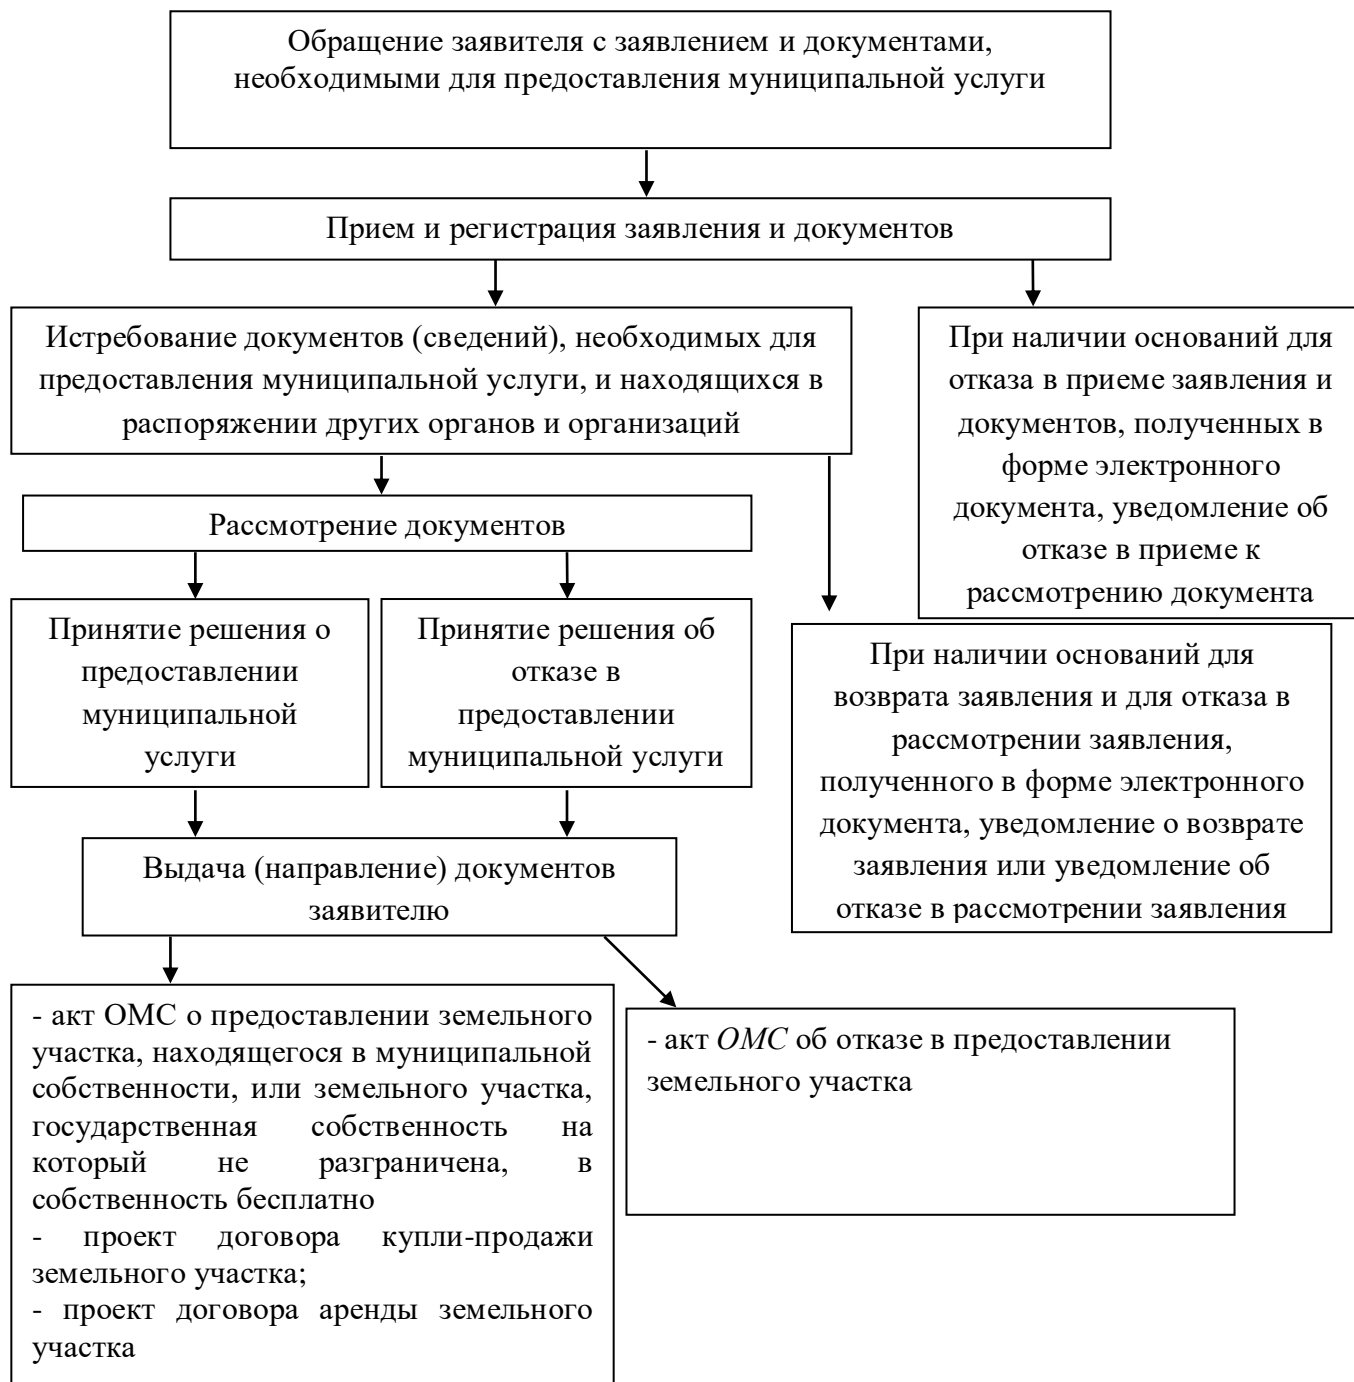 Обращение заявителя с заявлением и документами,
необходимыми для предоставления муниципальной услуги
Прием и регистрация заявления и документов
Истребование документов (сведений), необходимых для
предоставления муниципальной услуги, и находящихся в
распоряжении других органов и организаций
При наличии оснований для
отказа в приеме заявления и
документов, полученных в
форме электронного
документа, уведомление об
отказе в приеме к
рассмотрению документа
Рассмотрение документов
Принятие решения о
предоставлении
муниципальной
услуги
Принятие решения об
отказе в
предоставлении
муниципальной услуги
При наличии оснований для
возврата заявления и для отказа в
рассмотрении заявления,
полученного в форме электронного
документа, уведомление о возврате
заявления или уведомление об
отказе в рассмотрении заявления
Выдача (направление) документов
заявителю
- акт ОМС о предоставлении земельного
участка, находящегося в муниципальной
собственности, или земельного участка,
государственная собственность на
который не разграничена, в
собственность бесплатно
- проект договора купли-продажи
земельного участка;
- проект договора аренды земельного
участка
- акт ОМС об отказе в предоставлении
земельного участка